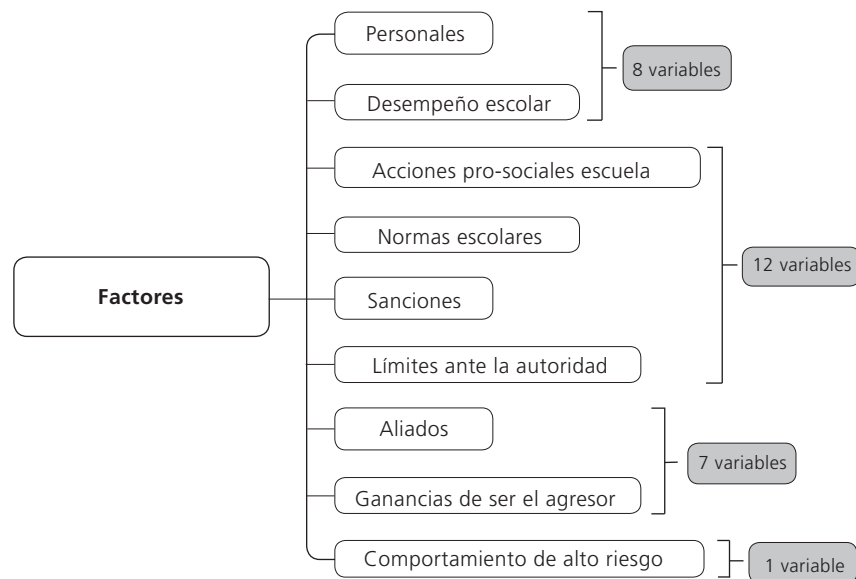 Factores
Personales
Desempeño escolar
8 variables
Acciones pro-sociales escuela
Normas escolares
Sanciones
Límites ante la autoridad
12 variables
Aliados
Ganancias de ser el agresor
7 variables
Comportamiento de alto riesgo
1 variable